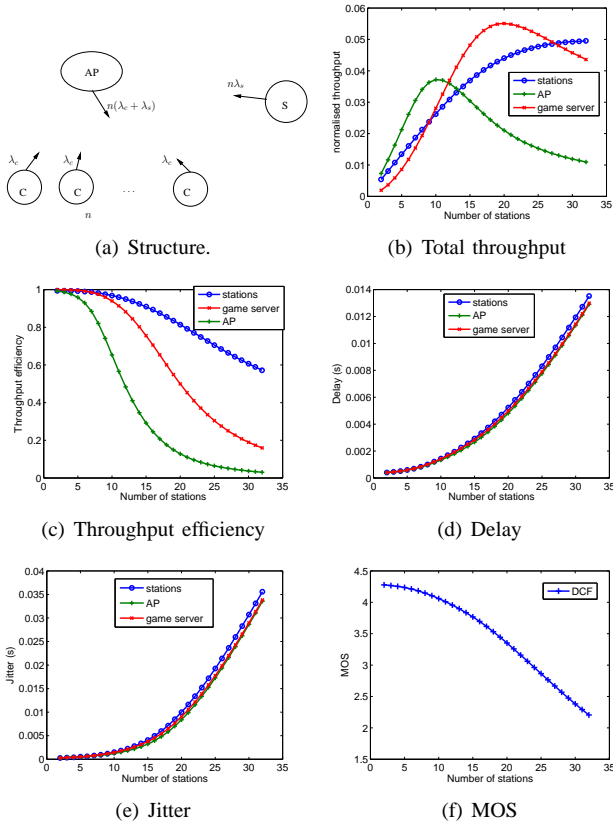 AP
n(λc + λs)
nλs
S
λc
λc
λc
C
C
. . .
C
n
(a) Structure.
0.06
0.05
0.04
0.03
0.02
0.01
0
normalised throughput
stations
AP
game server
0 5 10 15 20 25 30 35
Number of stations
(b) Total throughput
1
0.8
0.6
0.4
0.2
0
Throughput efficiency
stations
game server
AP
0 5 10 15 20 25 30 35
Number of stations
(c) Throughput efficiency
0.014
0.012
0.01
0.008
0.006
0.004
0.002
0
Delay (s)
stations
AP
game server
0 5 10 15 20 25 30 35
Number of stations
(d) Delay
0.04
0.035
0.03
0.025
0.02
0.015
0.01
0.005
0
Jitter (s)
stations
AP
game server
0 5 10 15 20 25 30 35
Number of stations
(e) Jitter
4.5
4
3.5
3
2.5
2
1.5
MOS
DCF
0 5 10 15 20 25 30 35
Number of stations
(f) MOS